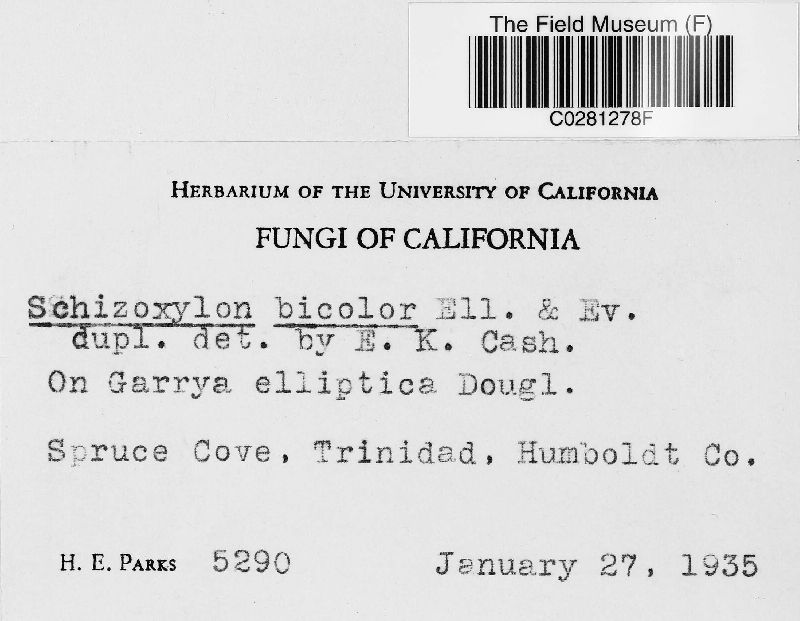 The Field Museum (F)
C0281278F
HERBARIUM OF THE UNIVERSITY OF CALIFORNIA
FUNGI OF CALIFORNIA
Schizoxylon bicolor Ell. & Ev.
dupl. det. by E. K. Cash.
On Garrya elliptica Dougl.
Spruce Cove, Trinidad, Humboldt Co.
H. E. PARKS 5290 January 27, 1935